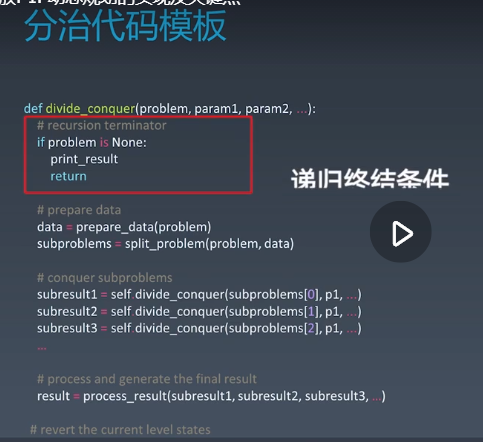 分治代码模板
def divide_conquer(problem, param1, param2, ...):
# recursion terminator
if problem is None:
print_result
return
递归终结条件
# prepare data
data = prepare_data(problem)
subproblems = split_problem(problem, data)
# conquer subproblems
subresult1 = self.divide_conquer(subproblems[0], p1, ...)
subresult2 = self.divide_conquer(subproblems[1], p1, ...)
subresult3 = self.divide_conquer(subproblems[2], p1, ...)
...
# process and generate the final result
result = process_result(subresult1, subresult2, subresult3, ...)
# revert the current level states